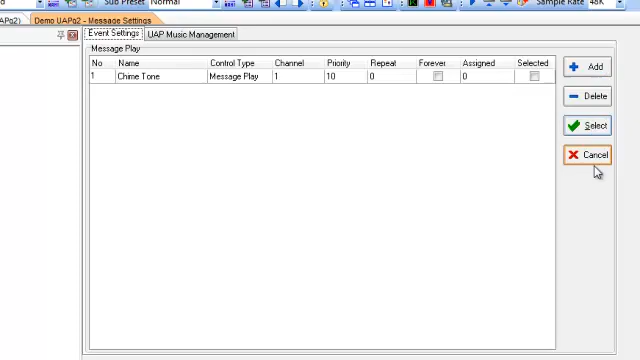 Sub Preset Normal Sample Rate 48K
UAPq2) Demo UAPq2 - Message Settings
Event Settings UAP Music Management
Message Play
No Name Control Type Channel Priority Repeat Forever Assigned Selected
1 Chime Tone Message Play 1 10 0 0
Add
Delete
Select
Cancel